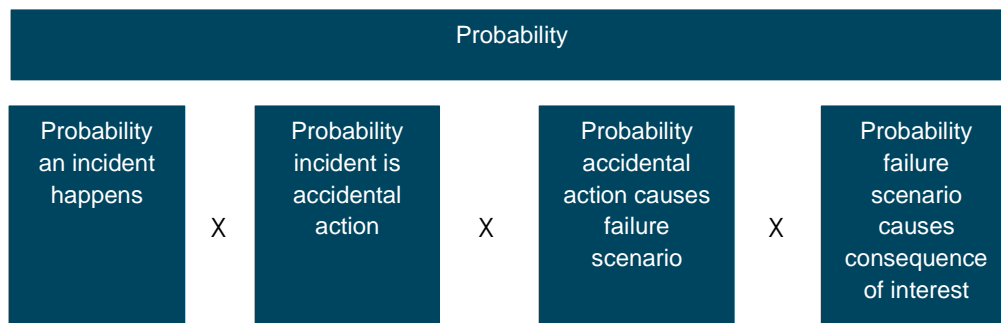 Probability
Probability
an incident
happens
X
Probability
incident is
accidental
action
X
Probability
accidental
action causes
failure
scenario
X
Probability
failure
scenario
causes
consequence
of interest